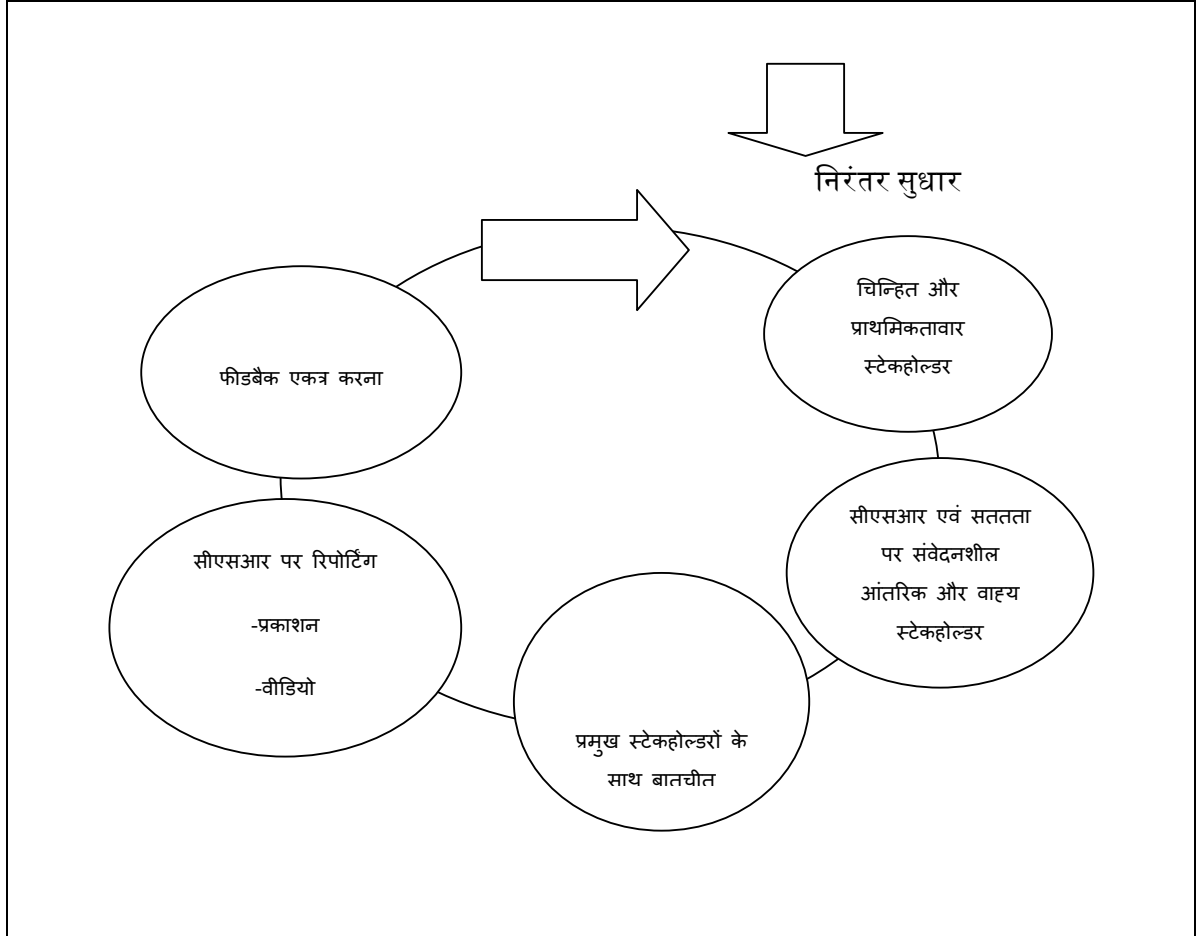 निरंतर सुधार
चिन्हित और
प्राथमिकतावार
स्टेकहोल्डर
सीएसआर एवं सततता
पर संवेदनशील
आंतरिक और वाह्य
स्टेकहोल्डर
प्रमुख स्टेकहोल्डरों के
साथ बातचीत
सीएसआर पर रिपोर्टिंग
-प्रकाशन
-वीडियो
फीडबैक एकत्र करना